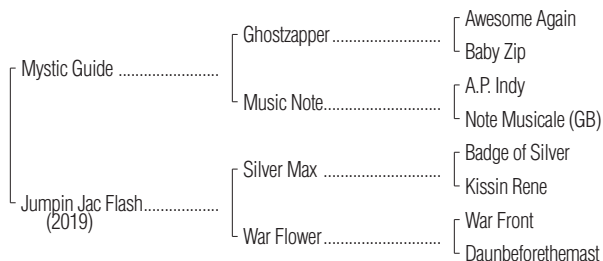 Awesome Again
Ghostzapper
Baby Zip
Mystic Guide
A.P. Indy
Music Note
Note Musicale (GB)
Badge of Silver
Silver Max
Kissin Rene
Jumpin Jac Flash
(2019)
War Front
War Flower
Daunbeforethemast